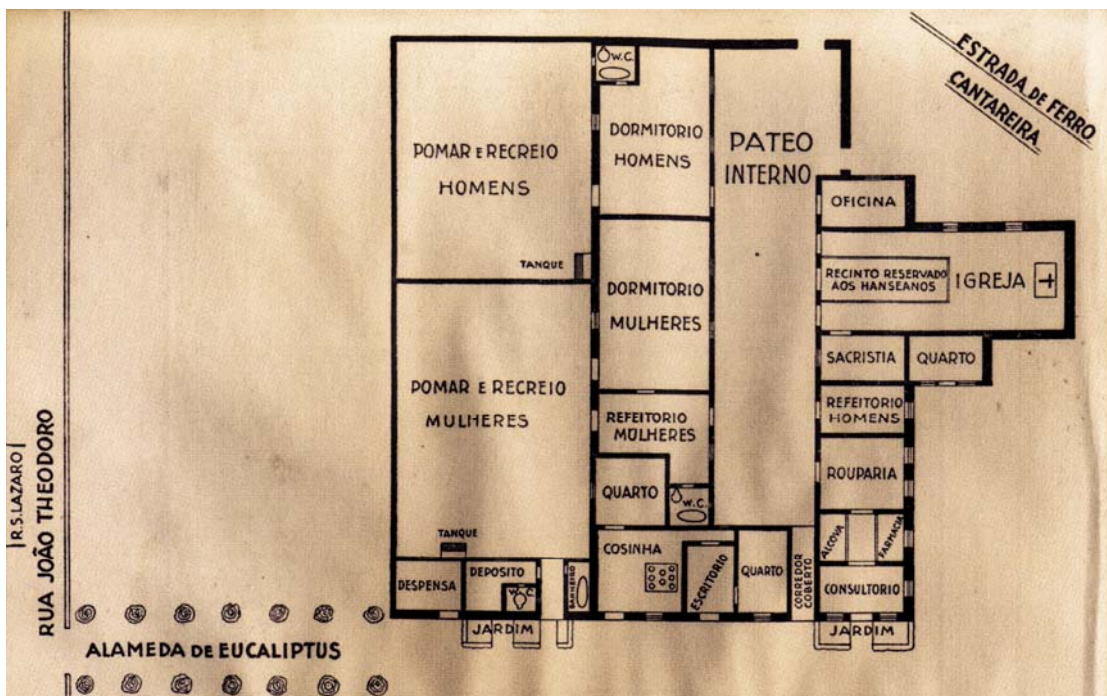 ESTRADA DE FERRO
CANTAREIRA
W.C.
DORMITORIO
HOMENS
POMAR E RECREIO
HOMENS
PATEO
INTERNO
OFICINA
TANQUE
RECINTO RESERVADO
AOS HANSEANOS
IGREJA
DORMITORIO
MULHERES
SACRISTIA
QUARTO
POMAR E RECREIO
MULHERES
REFEITORIO
MULHERES
REFEITORIO
HOMENS
ROUPARIA
QUARTO
W.C.
TANQUE
COSINHA
ALCOVA
FARMACIA
DESPENSA
DEPOSITO
W.C.
BANHEIRO
ESCRITORIO
QUARTO
CORREDOR
COBERTO
CONSULTORIO
JARDIM
JARDIM
R.S.LAZARO
RUA JOÃO THEODORO
ALAMEDA DE EUCALIPTUS